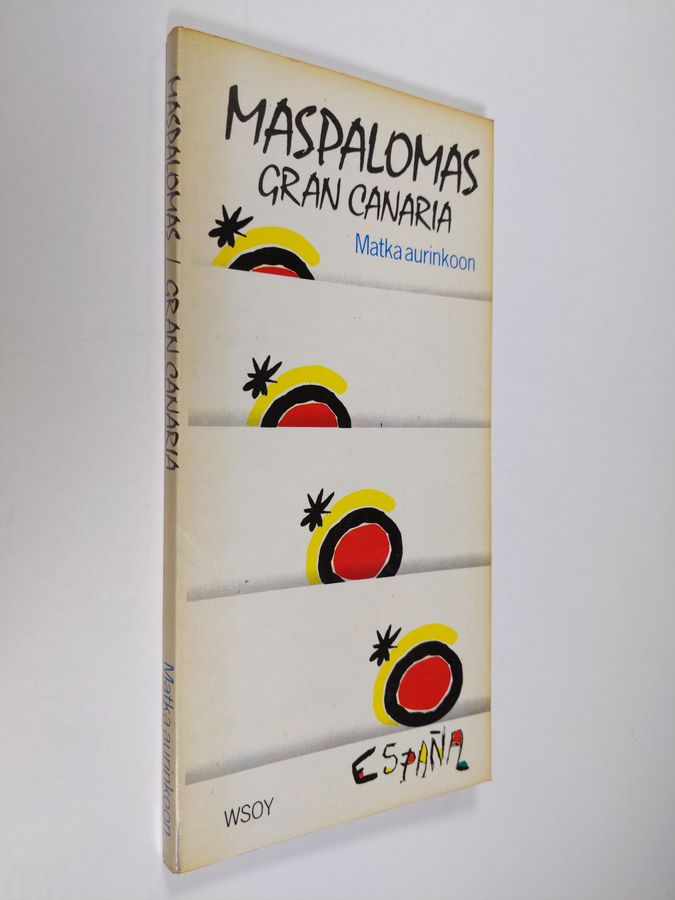 MASPALOMAS
GRAN CANARIA
Matka aurinkoon
ESPAÑA
WSOY
MASPALOMAS / GRAN CANARIA
Matka aurinkoon